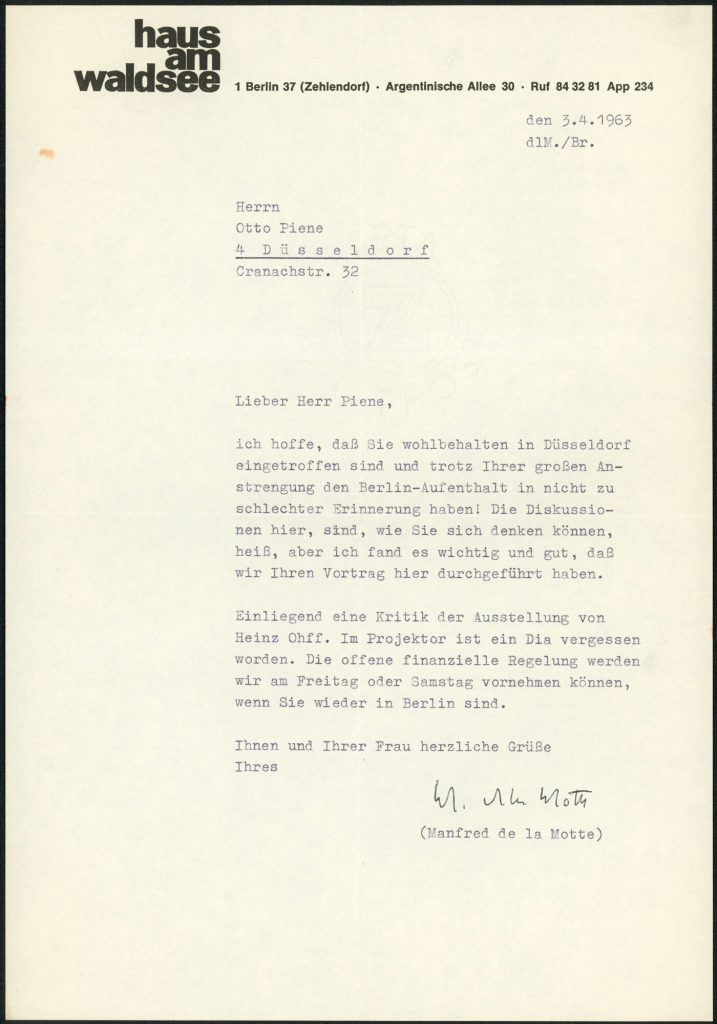 haus
am
waldsee
1 Berlin 37 (Zehlendorf) · Argentinische Allee 30 · Ruf 84 32 81 App 234
den 3.4.1963
dlM./Br.
Herrn
Otto Piene
4 D ü s s e l d o r f
Cranachstr. 32
Lieber Herr Piene,
ich hoffe, daß Sie wohlbehalten in Düsseldorf
eingetroffen sind und trotz Ihrer großen An-
strengung den Berlin-Aufenthalt in nicht zu
schlechter Erinnerung haben! Die Diskussio-
nen hier, sind, wie Sie sich denken können,
heiß, aber ich fand es wichtig und gut, daß
wir Ihren Vortrag hier durchgeführt haben.
Einliegend eine Kritik der Ausstellung von
Heinz Ohff. Im Projektor ist ein Dia vergessen
worden. Die offene finanzielle Regelung werden
wir am Freitag oder Samstag vornehmen können,
wenn Sie wieder in Berlin sind.
Ihnen und Ihrer Frau herzliche Grüße
Ihres
M. de la Motte
(Manfred de la Motte)